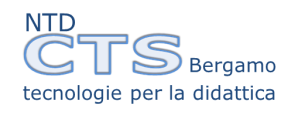 NTD
CTS Bergamo
tecnologie per la didattica